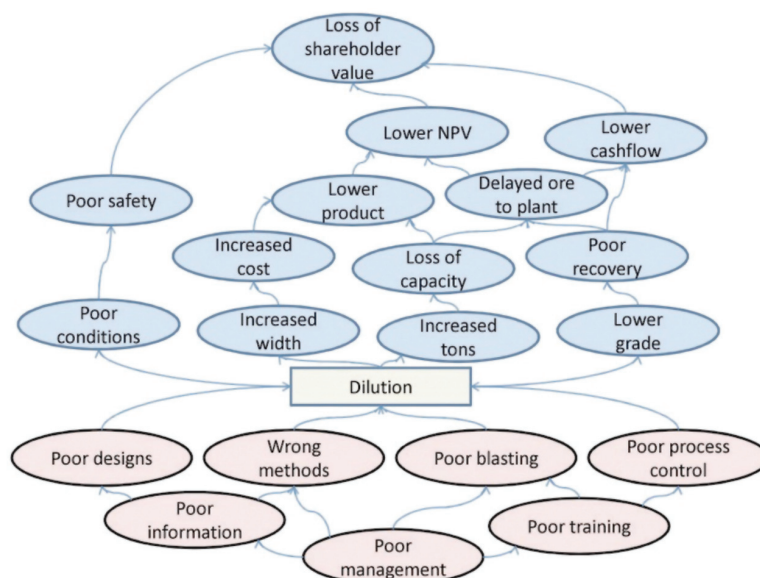 Loss of
shareholder
value
Lower NPV
Lower
cashflow
Poor safety
Lower
product
Delayed ore
to plant
Increased
cost
Loss of
capacity
Poor
recovery
Poor
conditions
Increased
width
Increased
tons
Lower
grade
Dilution
Poor designs
Wrong
methods
Poor blasting
Poor process
control
Poor
information
Poor training
Poor
management